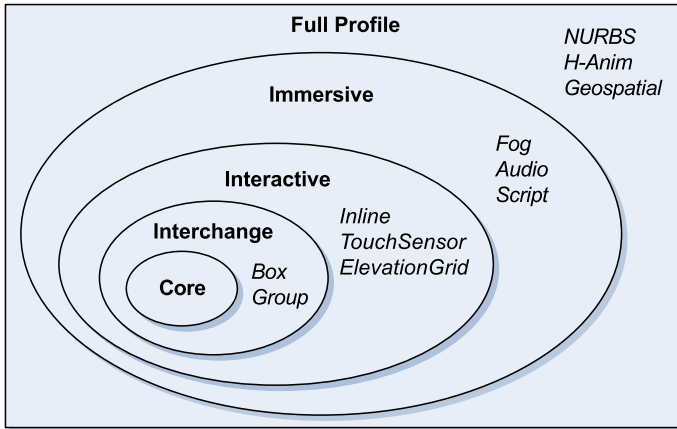 Full Profile
NURBS
H-Anim
Geospatial
Immersive
Fog
Audio
Script
Interactive
Inline
TouchSensor
ElevationGrid
Interchange
Box
Group
Core